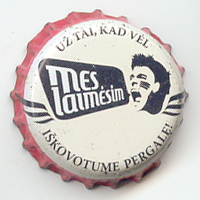 UŽ TAI, KAD VĖL
mes
laimėsim
IŠKOVOTUME PERGALĘ!